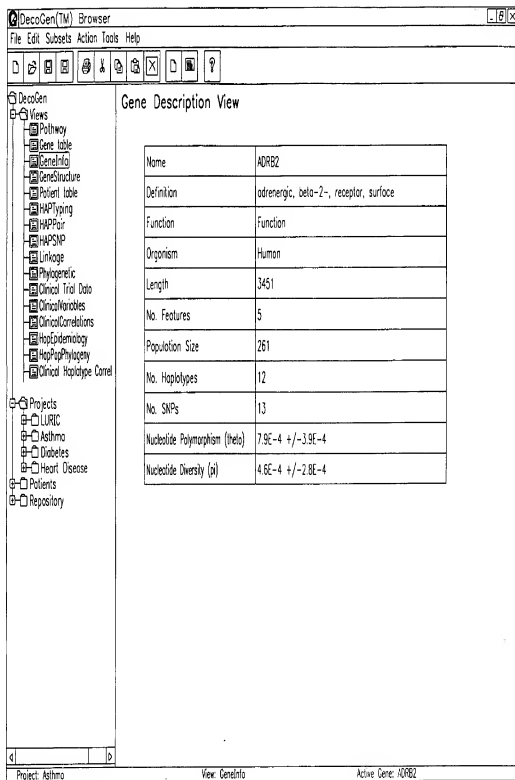 DecoGen(TM) Browser
File Edit Subsets Action Tools Help
DecoGen
Views
Pathway
Gene table
GeneInfo
GeneStructure
Patient table
HAPTyping
HAPPair
HAPSNP
Linkage
Phylogenetic
Clinical Trial Data
ClinicalVariables
ClinicalCorrelations
HapEpidemiology
HapPopPhylogeny
Clinical Haplotype Correl
Projects
LURIC
Asthma
Diabetes
Heart Disease
Patients
Repository
Gene Description View
Name ADRB2
Definition adrenergic, beta-2-, receptor, surface
Function Function
Organism Human
Length 3451
No. Features 5
Population Size 261
No. Haplotypes 12
No. SNPs 13
Nucleotide Polymorphism (theta) 7.9E-4 +/-3.9E-4
Nucleotide Diversity (pi) 4.6E-4 +/-2.8E-4
Project: Asthma View: GeneInfo Active Gene: ADRB2